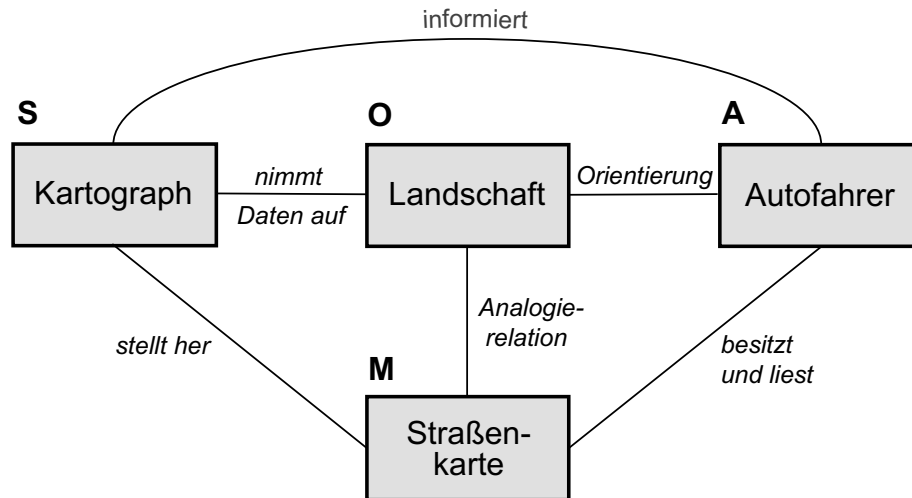 informiert
S
O
A
Kartograph
nimmt
Daten auf
Landschaft
Orientierung
Autofahrer
stellt her
Analogie-
relation
besitzt
und liest
M
Straßen-
karte